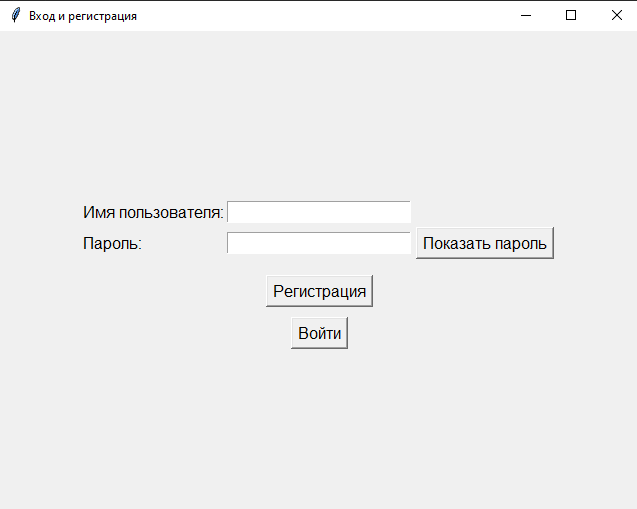 Вход и регистрация
Имя пользователя:
Пароль:
Показать пароль
Регистрация
Войти